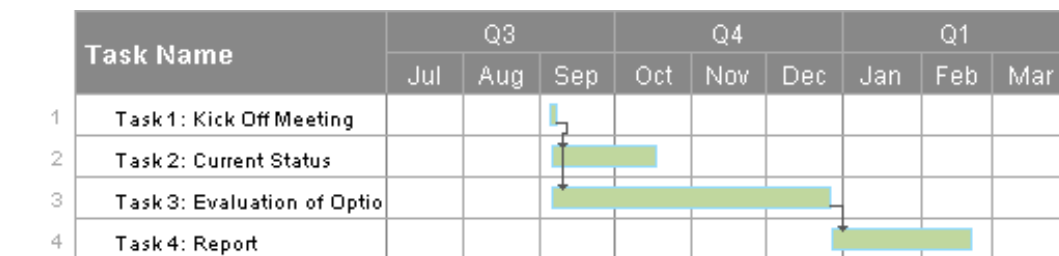 Task Name Q3 Q4 Q1
Jul Aug Sep Oct Nov Dec Jan Feb Mar
1 Task 1: Kick Off Meeting
2 Task 2: Current Status
3 Task 3: Evaluation of Optio
4 Task 4: Report